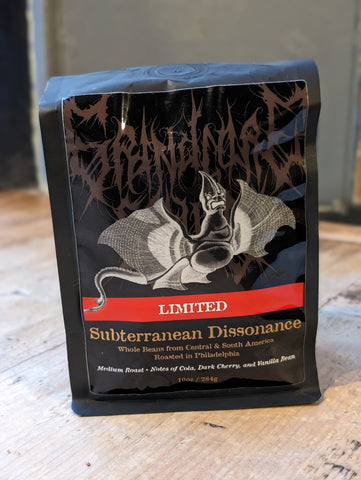 Grindcore
LIMITED
Subterranean Dissonance
Whole Beans from Central & South America
Roasted in Philadelphia
Medium Roast - Notes of Cola, Dark Cherry, and Vanilla Bean
10oz / 284g